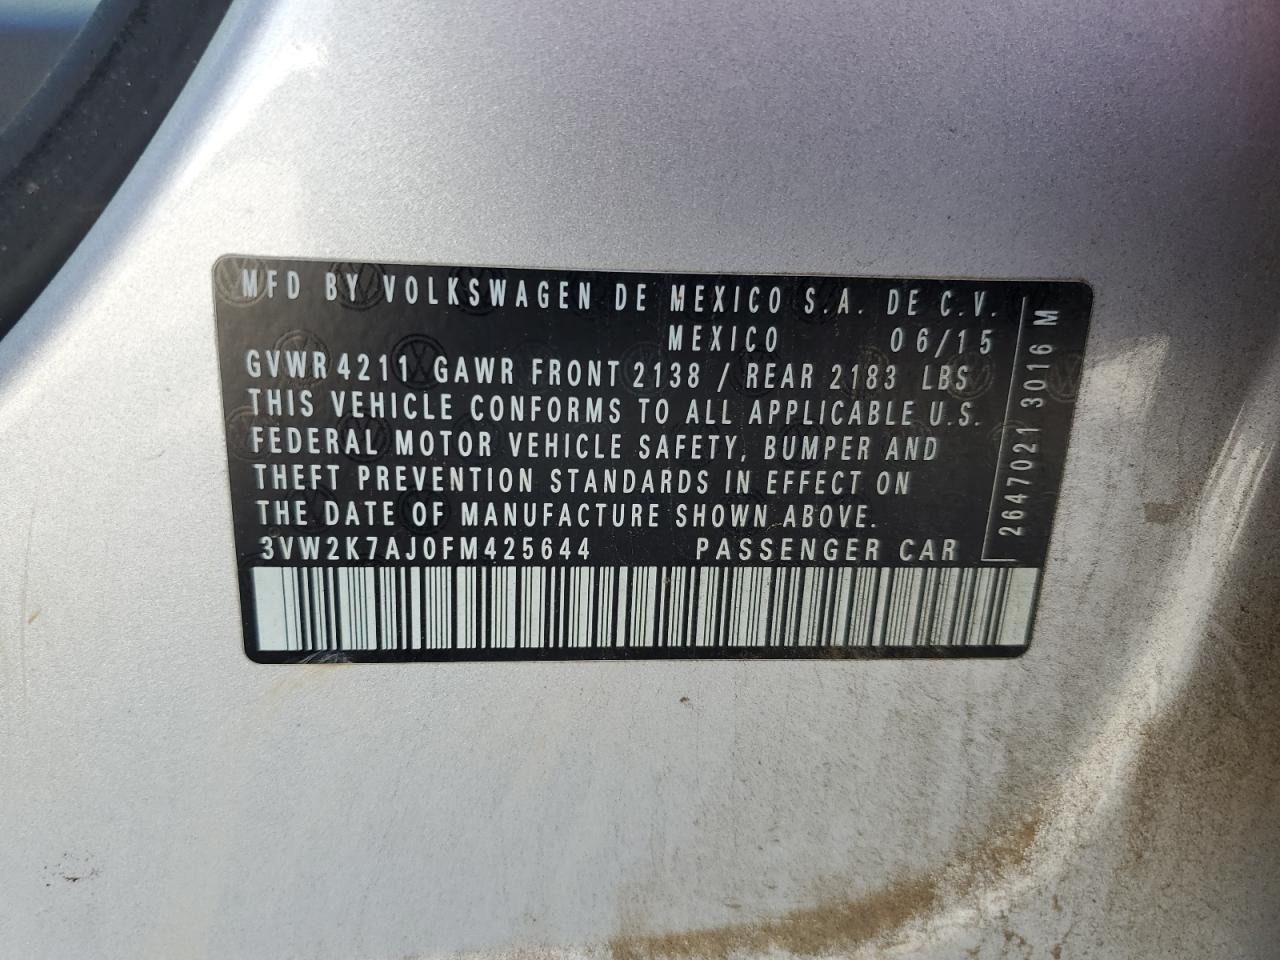 MFD BY VOLKSWAGEN DE MEXICO S.A. DE C.V.
MEXICO 06/15
GVWR 4211 GAWR FRONT 2138 / REAR 2183 LBS
THIS VEHICLE CONFORMS TO ALL APPLICABLE U.S.
FEDERAL MOTOR VEHICLE SAFETY, BUMPER AND
THEFT PREVENTION STANDARDS IN EFFECT ON
THE DATE OF MANUFACTURE SHOWN ABOVE.
3VW2K7AJ0FM425644 PASSENGER CAR
2647021 3016 M